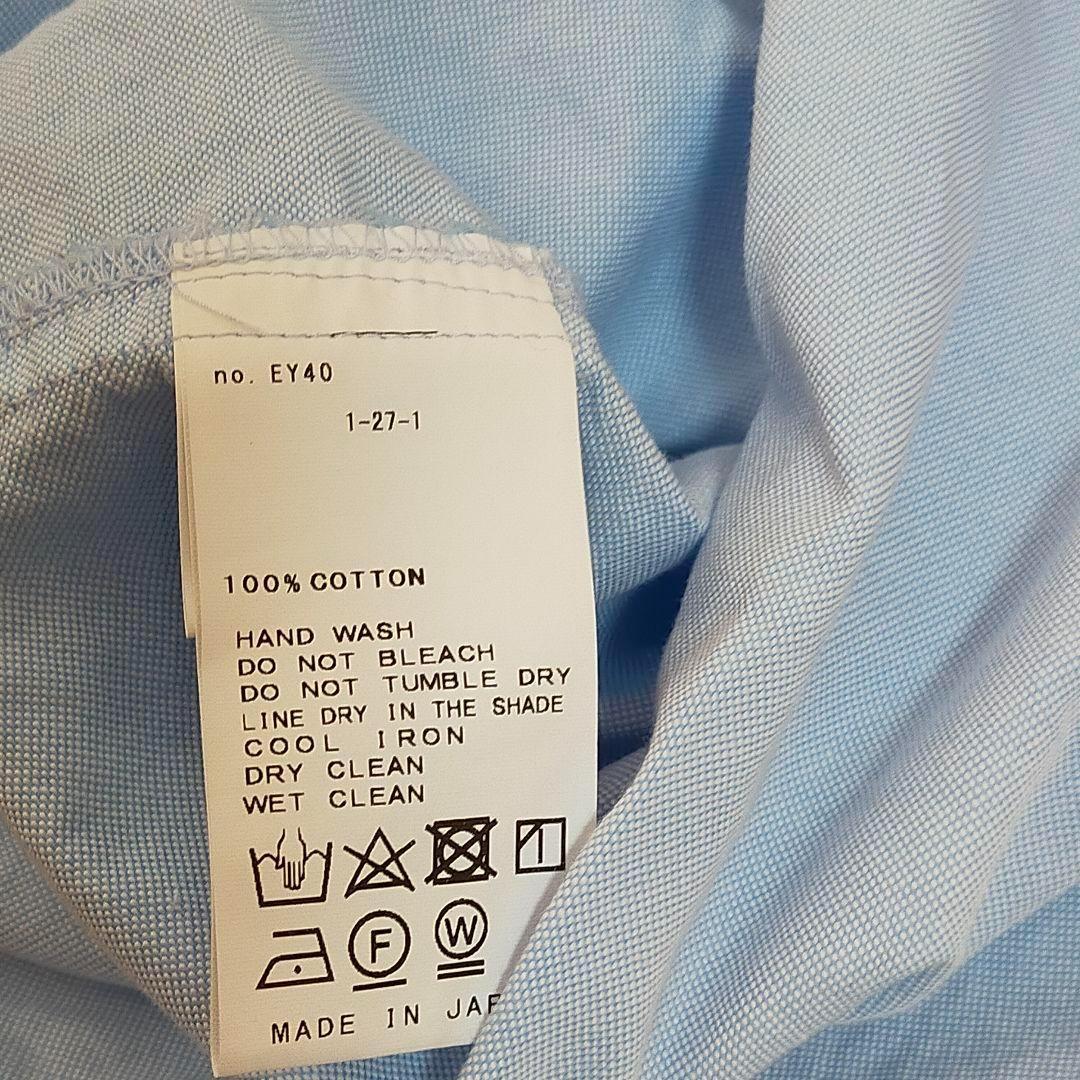 no. EY40
1-27-1
100% COTTON
HAND WASH
DO NOT BLEACH
DO NOT TUMBLE DRY
LINE DRY IN THE SHADE
COOL IRON
DRY CLEAN
WET CLEAN
F W
MADE IN